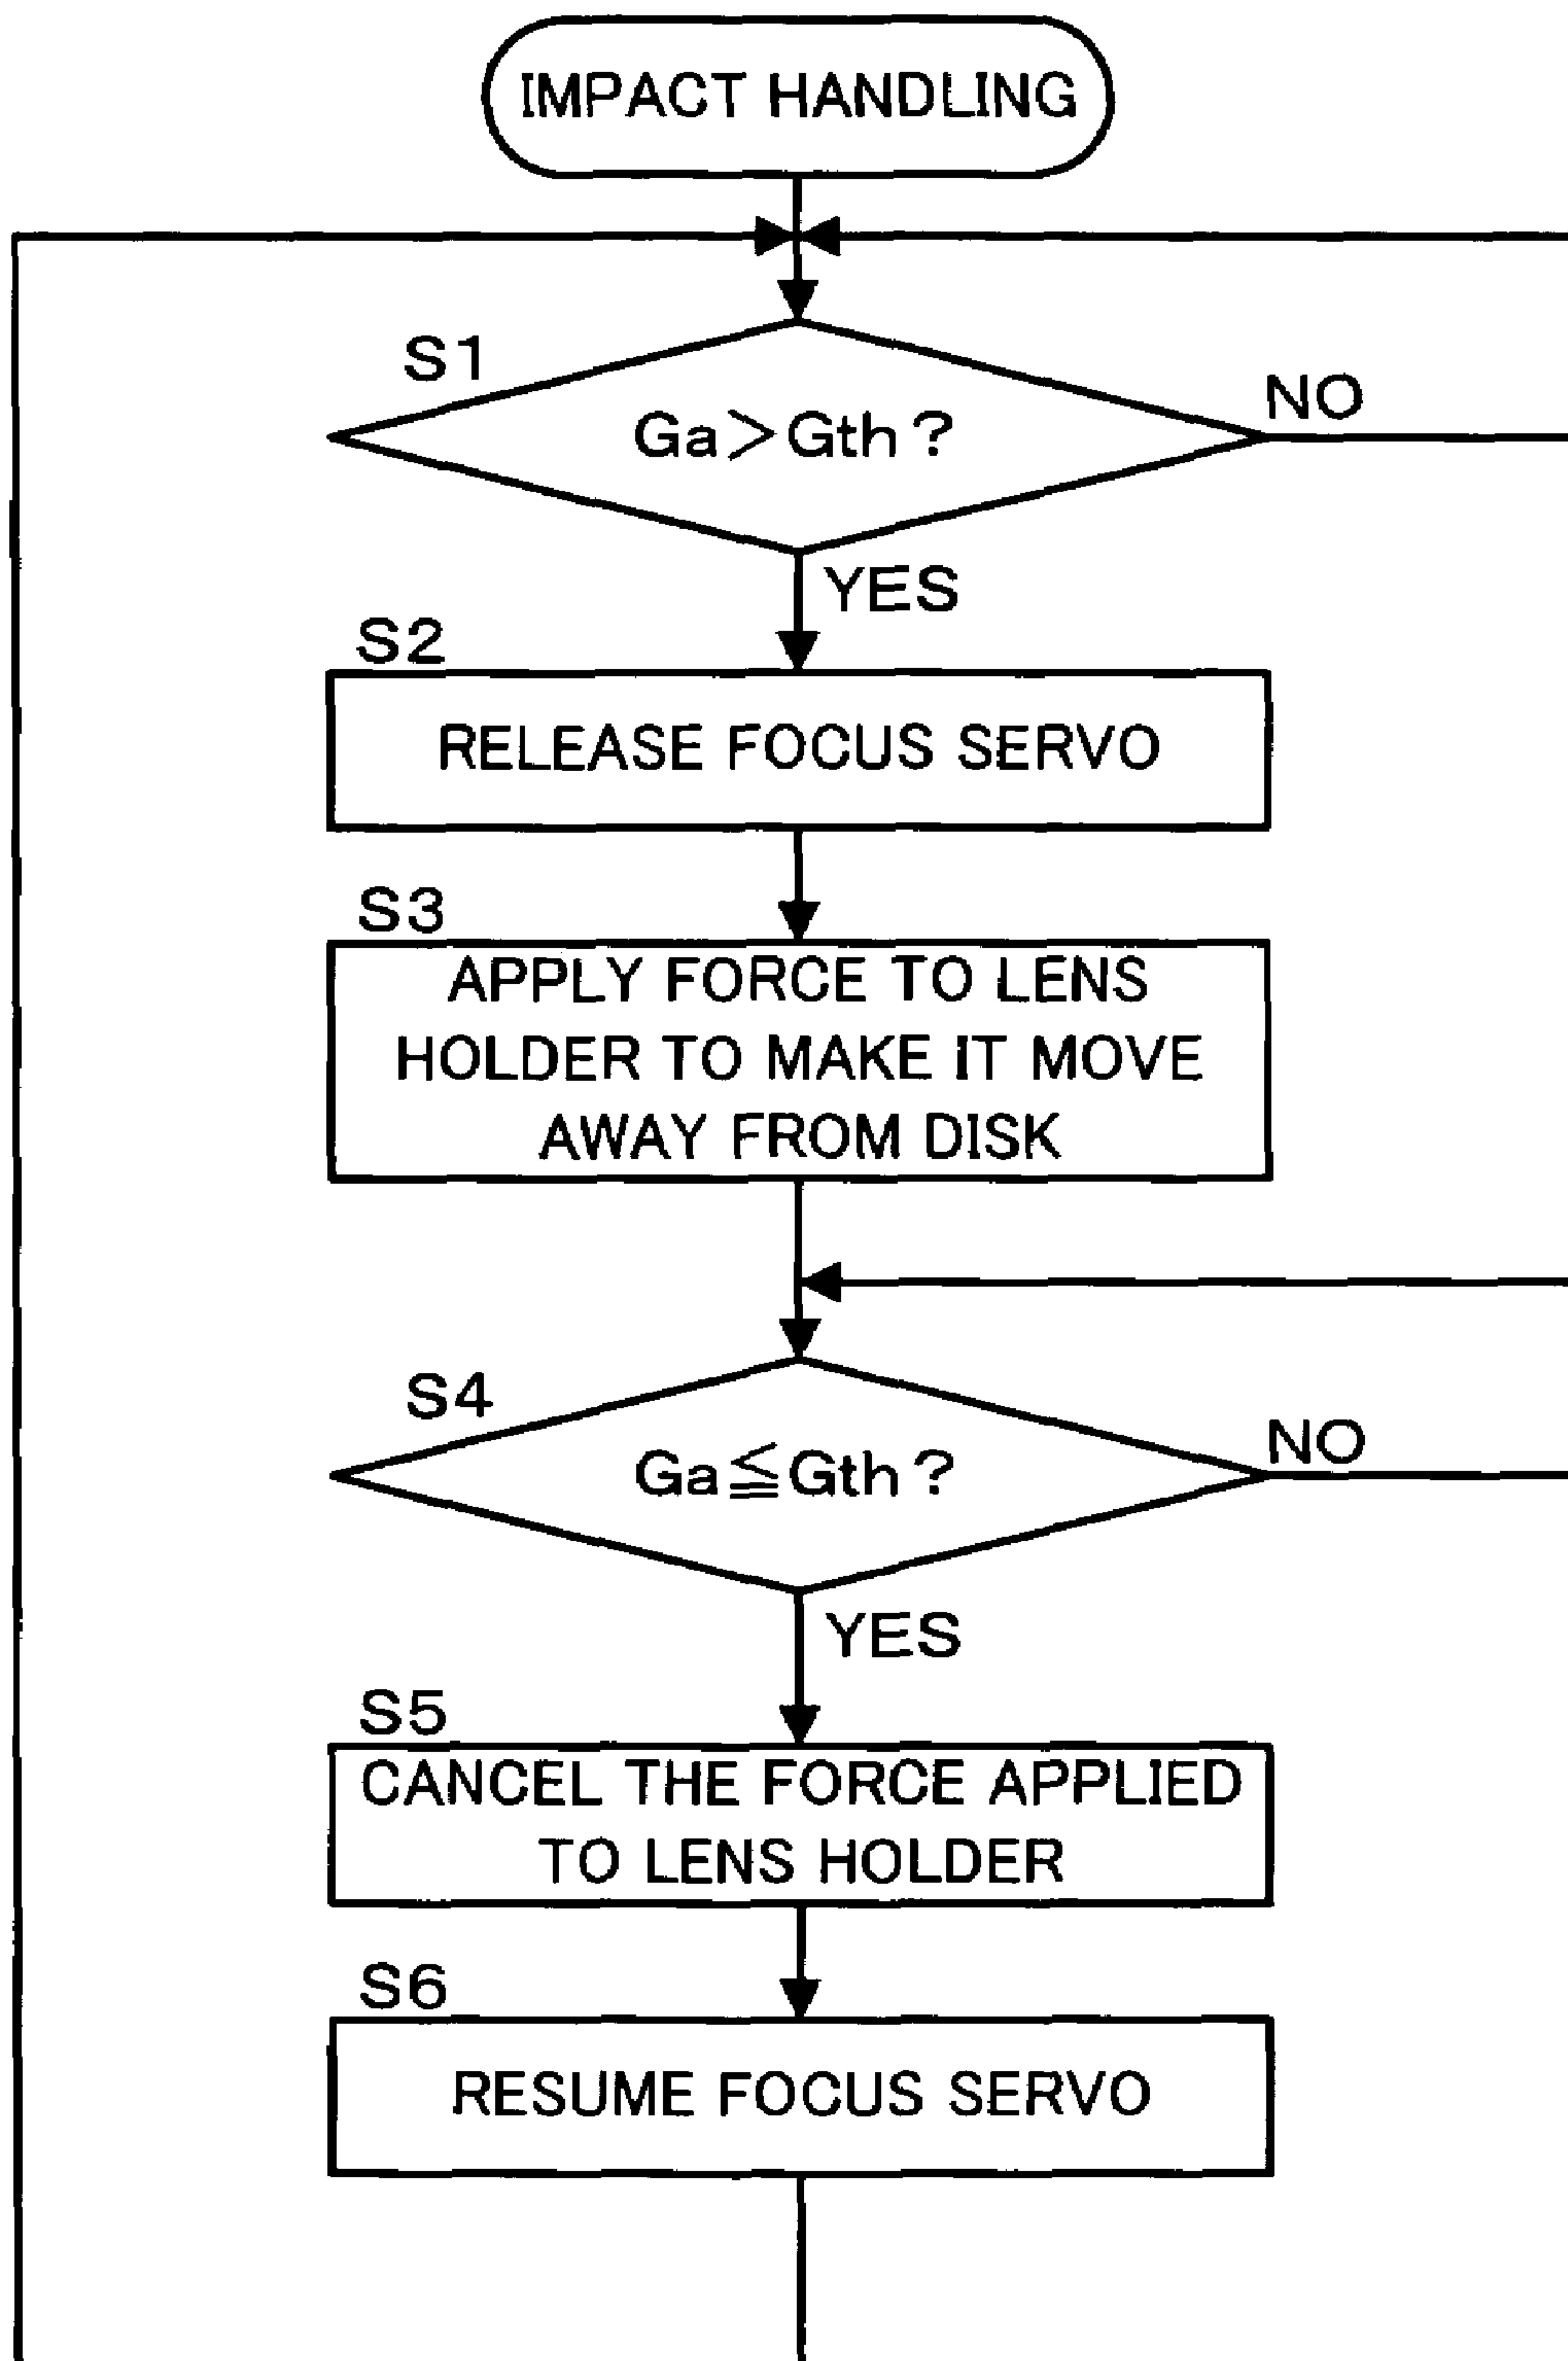 IMPACT HANDLING
S1
Ga>Gth?
NO
YES
S2
RELEASE FOCUS SERVO
S3
APPLY FORCE TO LENS
HOLDER TO MAKE IT MOVE
AWAY FROM DISK
S4
Ga≦Gth?
NO
YES
S5
CANCEL THE FORCE APPLIED
TO LENS HOLDER
S6
RESUME FOCUS SERVO